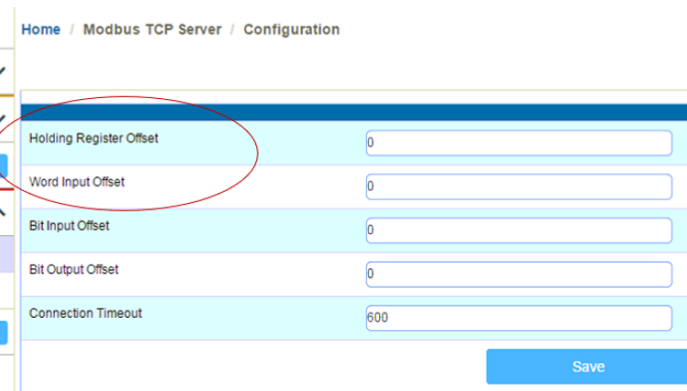 Home / Modbus TCP Server / Configuration
Holding Register Offset 0
Word Input Offset 0
Bit Input Offset 0
Bit Output Offset 0
Connection Timeout 600
Save